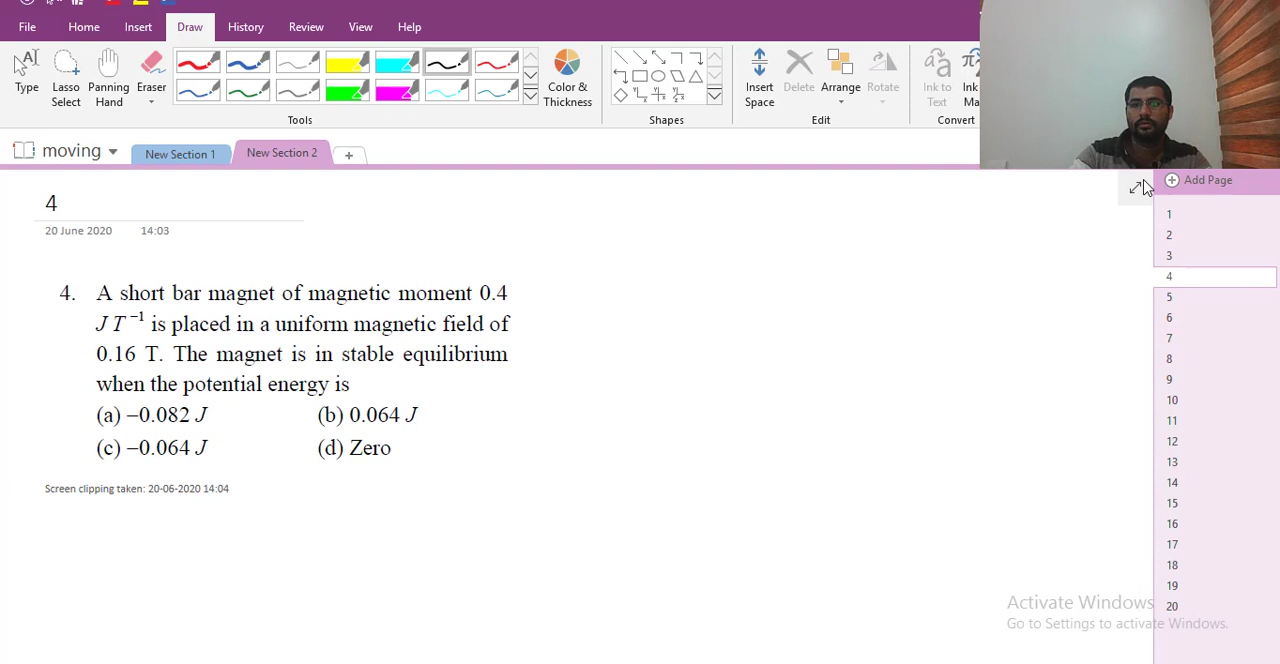 File Home Insert Draw History Review View Help
Type Lasso Select Panning Hand Eraser Color & Thickness Insert Space Delete Arrange Rotate Ink to Text Ink
Tools Shapes Edit Convert
moving New Section 1 New Section 2 +
Add Page
4
20 June 2020 14:03
4. A short bar magnet of magnetic moment 0.4
J T⁻¹ is placed in a uniform magnetic field of
0.16 T. The magnet is in stable equilibrium
when the potential energy is
(a) −0.082 J (b) 0.064 J
(c) −0.064 J (d) Zero
Screen clipping taken: 20-06-2020 14:04
1
2
3
4
5
6
7
8
9
10
11
12
13
14
15
16
17
18
19
20
Activate Windows
Go to Settings to activate Windows.